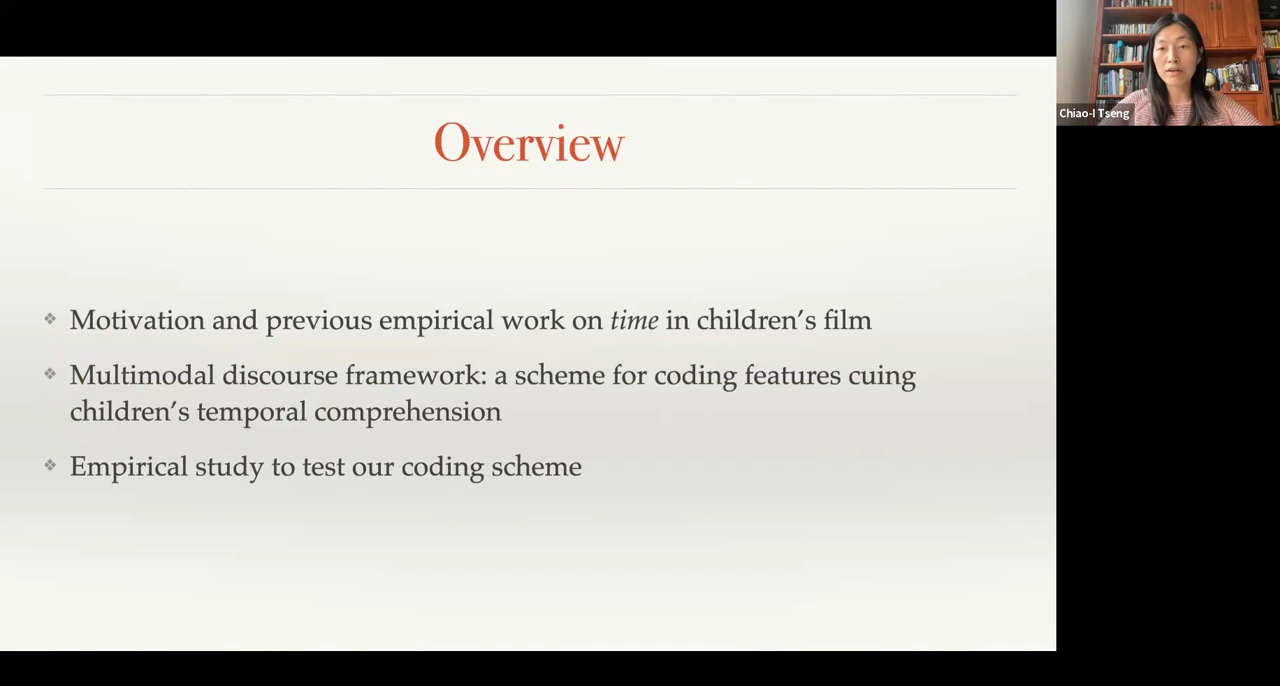 Overview
Motivation and previous empirical work on time in children’s film
Multimodal discourse framework: a scheme for coding features cuing
children’s temporal comprehension
Empirical study to test our coding scheme
Chiao-I Tseng